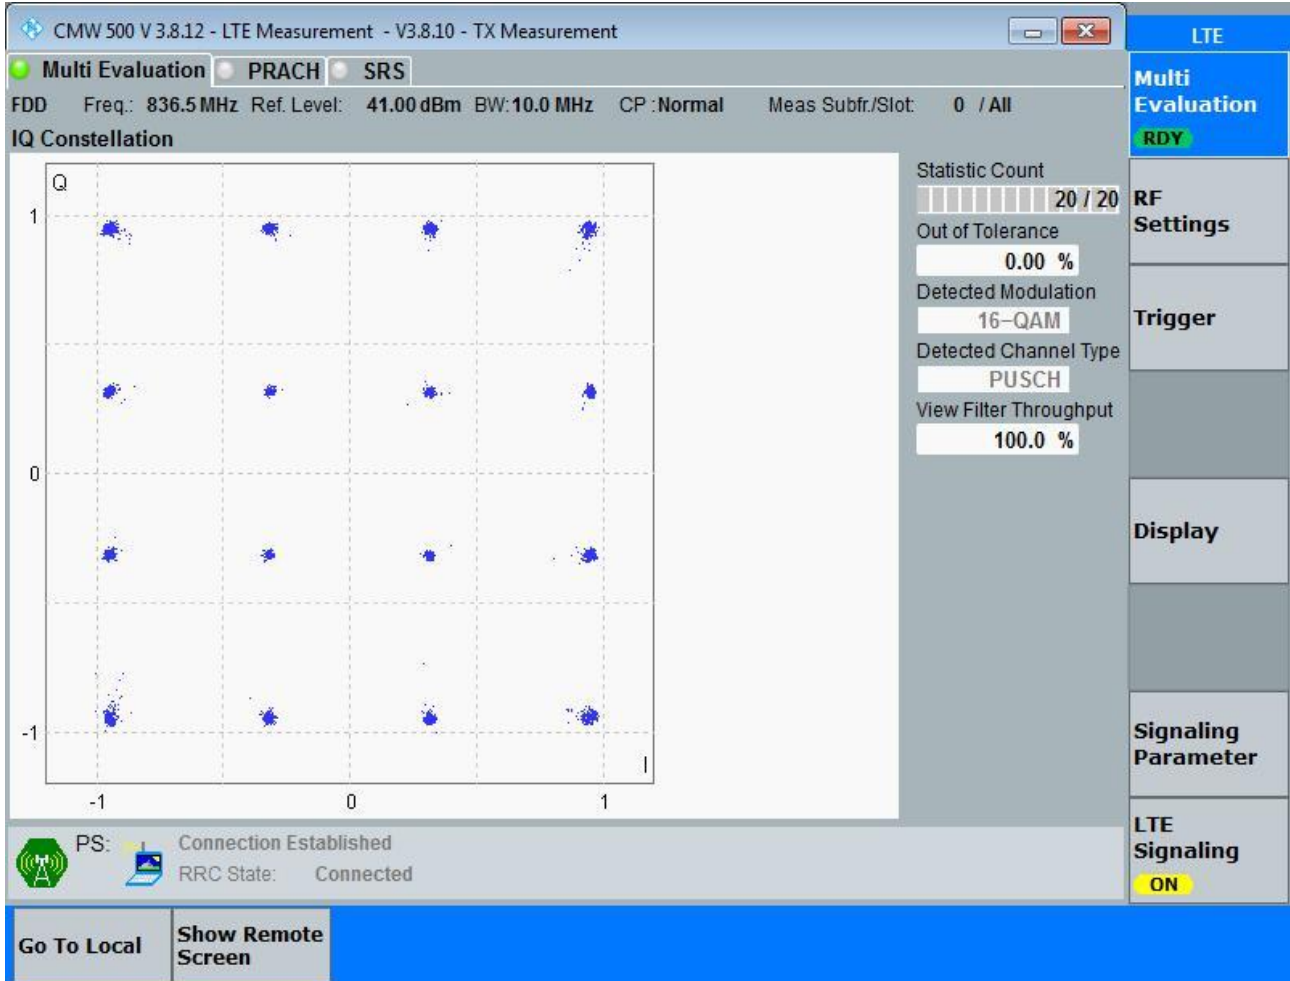 CMW 500 V 3.8.12 - LTE Measurement - V3.8.10 - TX Measurement
LTE
Multi Evaluation PRACH SRS
Multi
Evaluation
RDY
FDD Freq.: 836.5 MHz Ref. Level: 41.00 dBm BW: 10.0 MHz CP : Normal Meas Subfr./Slot: 0 / All
IQ Constellation
Q
1
0
-1
I
-1 0 1
Statistic Count
20 / 20
Out of Tolerance
0.00 %
Detected Modulation
16-QAM
Detected Channel Type
PUSCH
View Filter Throughput
100.0 %
RF
Settings
Trigger
Display
Signaling
Parameter
LTE
Signaling
ON
PS: Connection Established
RRC State: Connected
Go To Local
Show Remote
Screen